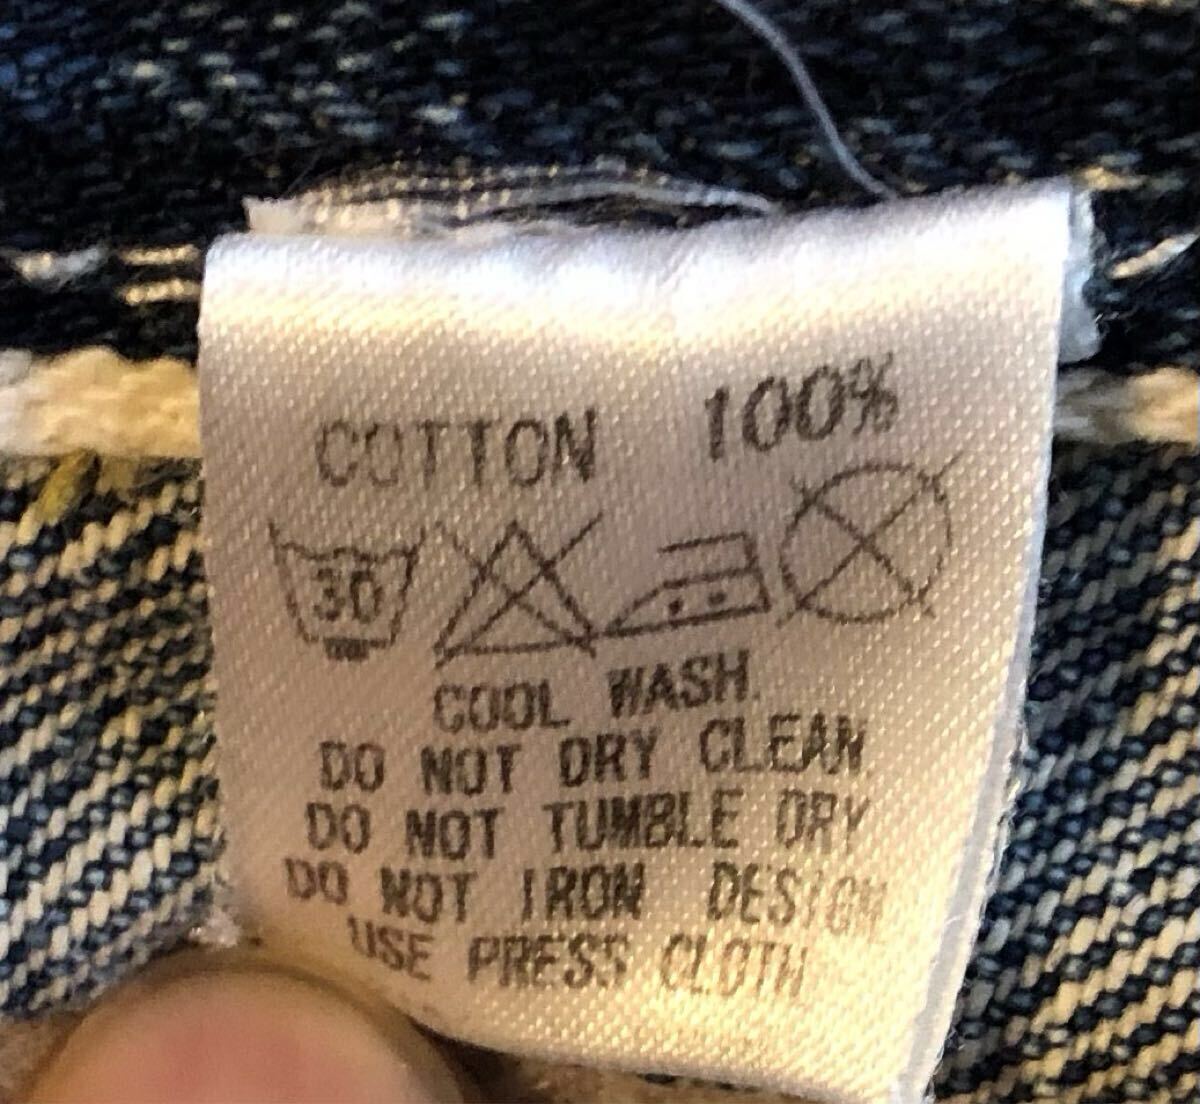 COTTON 100%
30
COOL WASH.
DO NOT DRY CLEAN.
DO NOT TUMBLE DRY
DO NOT IRON DESIGN
USE PRESS CLOTH